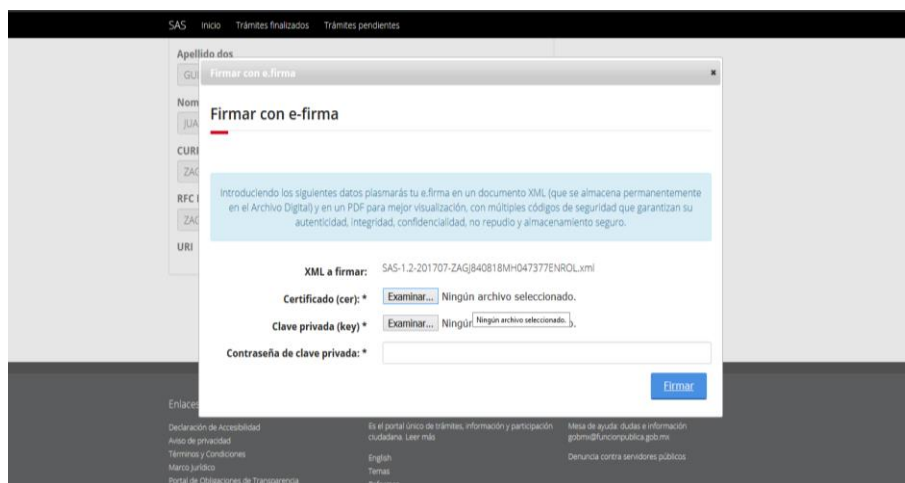 SAS Inicio Trámites finalizados Trámites pendientes
Apellido dos
GUI
Firmar con e.firma
Nom
JUA
Firmar con e-firma
CURI
ZAG
RFC
ZAG
URI
Introduciendo los siguientes datos plasmarás tu e.firma en un documento XML (que se almacena permanentemente
en el Archivo Digital) y en un PDF para mejor visualización, con múltiples códigos de seguridad que garantizan su
autenticidad, integridad, confidencialidad, no repudio y almacenamiento seguro.
XML a firmar: SAS-1.2-201707-ZAGJ840818MH047377ENROL.xml
Certificado (cer): * Examinar... Ningún archivo seleccionado.
Clave privada (key) * Examinar... Ningún
Ningún archivo seleccionado.
Contraseña de clave privada: *
Firmar
Enlaces
Declaración de Accesibilidad
Aviso de privacidad
Términos y Condiciones
Marco Jurídico
Portal de Obligaciones de Transparencia
Es el portal único de trámites, información y participación
ciudadana. Leer más
English
Temas
Mesa de ayuda: dudas e información
gobmx@funcionpublica.gob.mx
Denuncia contra servidores públicos